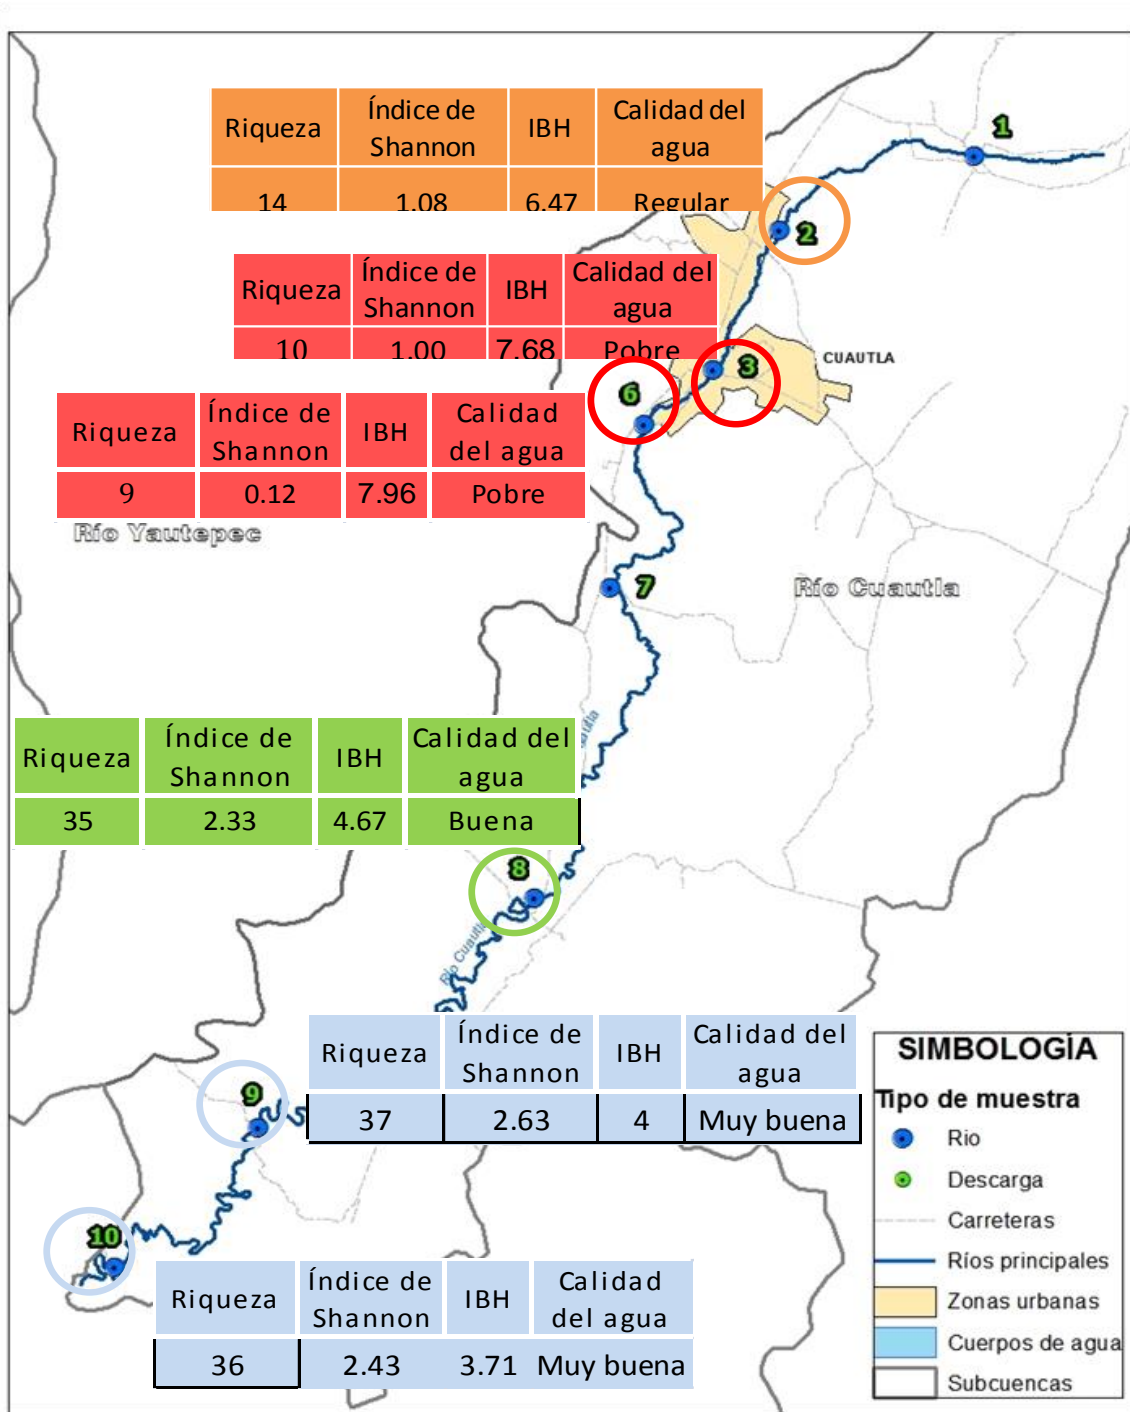 1
Riqueza Índice de Shannon IBH Calidad del agua
14 1.08 6.47 Regular
2
Riqueza Índice de Shannon IBH Calidad del agua
10 1.00 7.68 Pobre
3
CUAUTLA
6
Riqueza Índice de Shannon IBH Calidad del agua
9 0.12 7.96 Pobre
Río Yautepec
7
Río Cuautla
Riqueza Índice de Shannon IBH Calidad del agua
35 2.33 4.67 Buena
8
Río Cuautla
Riqueza Índice de Shannon IBH Calidad del agua
37 2.63 4 Muy buena
9
10
Riqueza Índice de Shannon IBH Calidad del agua
36 2.43 3.71 Muy buena
SIMBOLOGÍA
Tipo de muestra
Rio
Descarga
Carreteras
Ríos principales
Zonas urbanas
Cuerpos de agua
Subcuencas